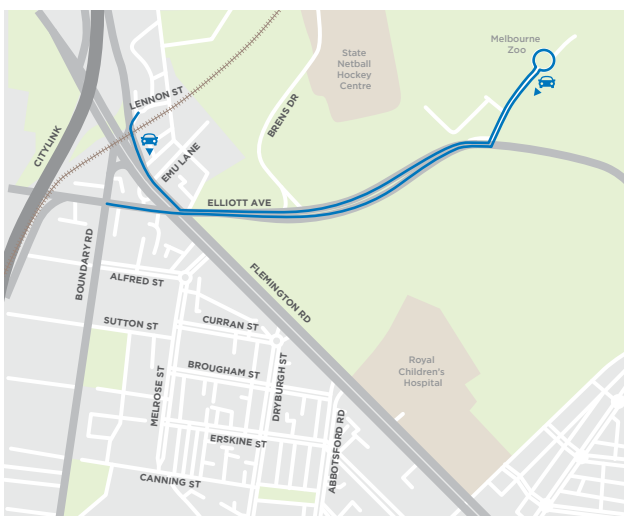 Melbourne
Zoo
State
Netball
Hockey
Centre
LENNON ST
BRENS DR
CITYLINK
EMU LANE
ELLIOTT AVE
BOUNDARY RD
FLEMINGTON RD
ALFRED ST
SUTTON ST
CURRAN ST
Royal
Children's
Hospital
BROUGHAM ST
DRYBURGH ST
MELROSE ST
ERSKINE ST
ABBOTSFORD RD
CANNING ST